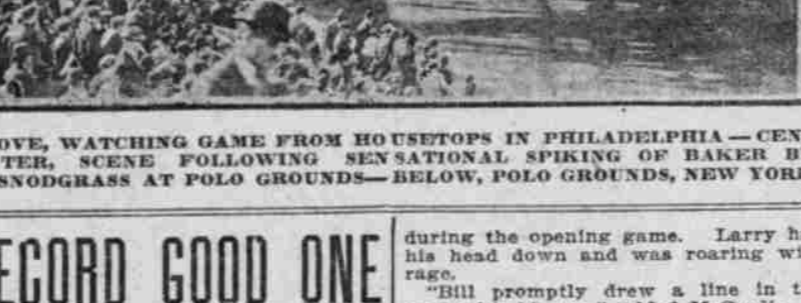 OVE, WATCHING GAME FROM HOUSETOPS IN PHILADELPHIA — CEN
TER, SCENE FOLLOWING SENSATIONAL SPIKING OF BAKER B
SNODGRASS AT POLO GROUNDS— BELOW, POLO GROUNDS, NEW YOR
ECORD GOOD ONE
during the opening game. Larry h
his head down and was roaring wi
rage.
"Bill promptly drew a line in t